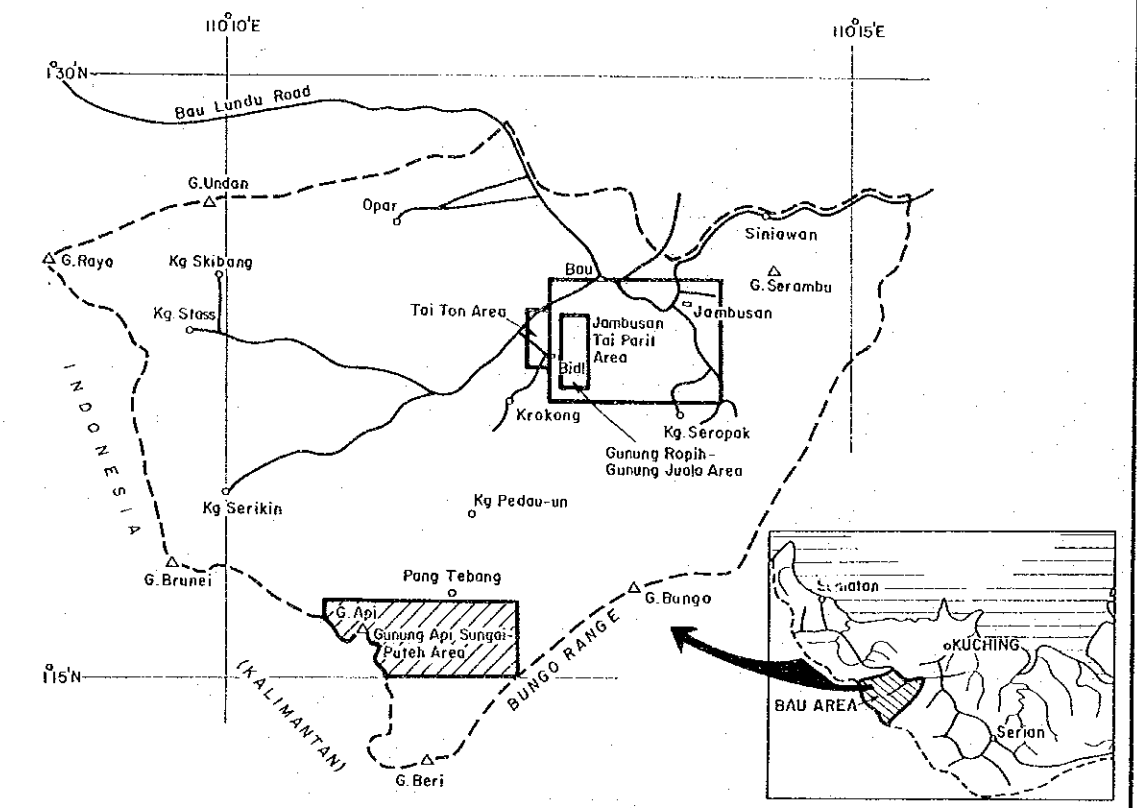 110°10'E
110°15'E
1°30'N
Bau Lundu Road
G.Undan
Opar
Siniawan
G.Raya
Kg Skibang
Bau
G.Serambu
Kg. Stass
Tai Ton Area
Jambusan
Tai Parit
Area
Jambusan
Bidi
INDONESIA
Krokong
Kg. Seropak
Gunung Ropih-
Gunung Juala Area
Kg Serikin
Kg Pedau-un
G.Brunei
Pang Tebang
G.Bungo
G.Api
Gunung Api Sungai-
Puteh Area
1°15'N
(KALIMANTAN)
BUNGO RANGE
G.Beri
KUCHING
BAU AREA
Serian